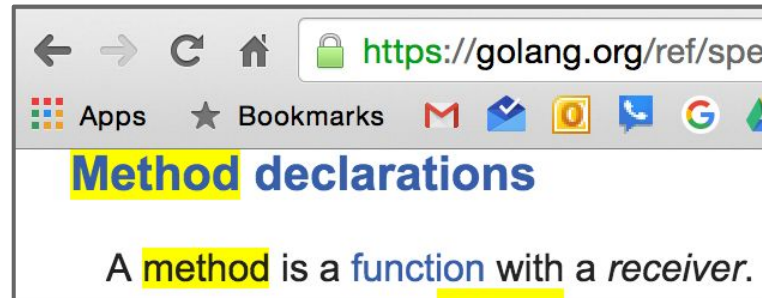 https://golang.org/ref/spe
Apps Bookmarks
Method declarations
A method is a function with a receiver.